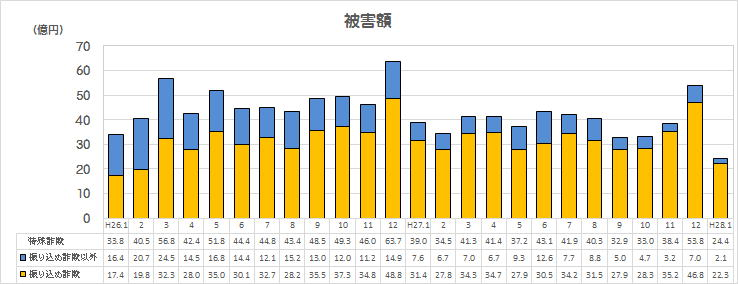 被害額
(億円)
70
60
50
40
30
20
10
0
H26.1 2 3 4 5 6 7 8 9 10 11 12 H27.1 2 3 4 5 6 7 8 9 10 11 12 H28.1
特殊詐欺 33.8 40.5 56.8 42.4 51.8 44.4 44.8 43.4 48.5 49.3 46.0 63.7 39.0 34.5 41.3 41.4 37.2 43.1 41.9 40.3 32.9 33.0 38.4 53.8 24.4
振り込め詐欺以外 16.4 20.7 24.5 14.5 16.8 14.4 12.1 15.2 13.0 12.0 11.2 14.9 7.6 6.7 7.0 6.7 9.3 12.6 7.7 8.8 5.0 4.7 3.2 7.0 2.1
振り込め詐欺 17.4 19.8 32.3 28.0 35.0 30.1 32.7 28.2 35.5 37.3 34.8 48.8 31.4 27.8 34.3 34.7 27.9 30.5 34.2 31.5 27.9 28.3 35.2 46.8 22.3